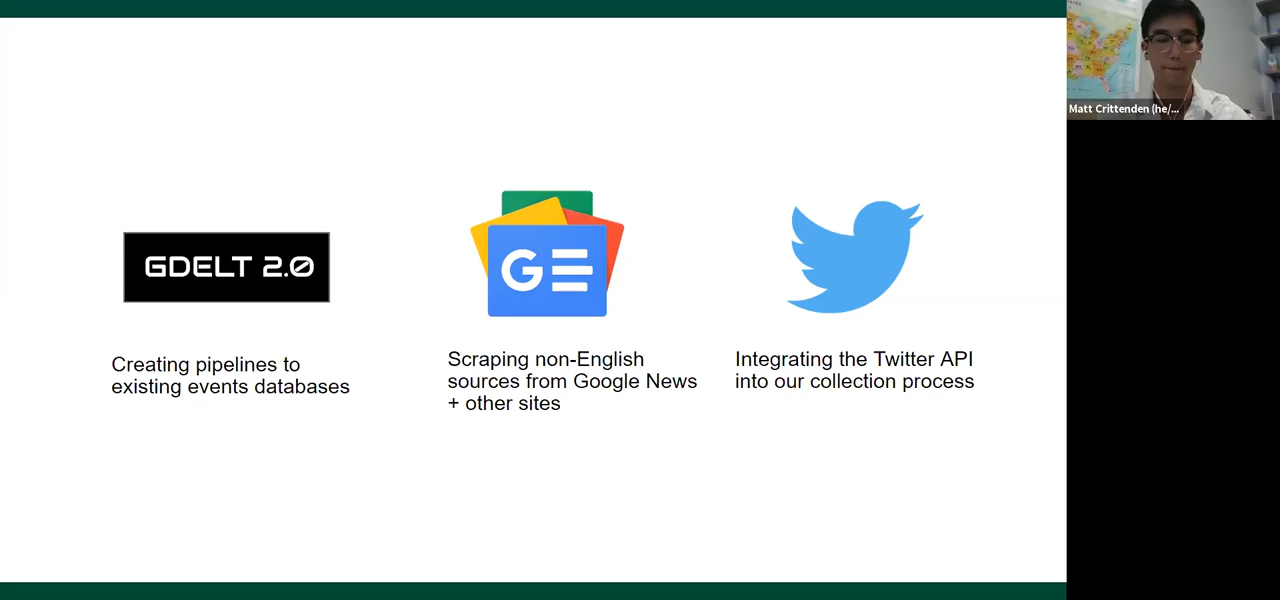 GDELT 2.0
Creating pipelines to
existing events databases
GE
Scraping non-English
sources from Google News
+ other sites
Integrating the Twitter API
into our collection process
Matt Crittenden (he/...